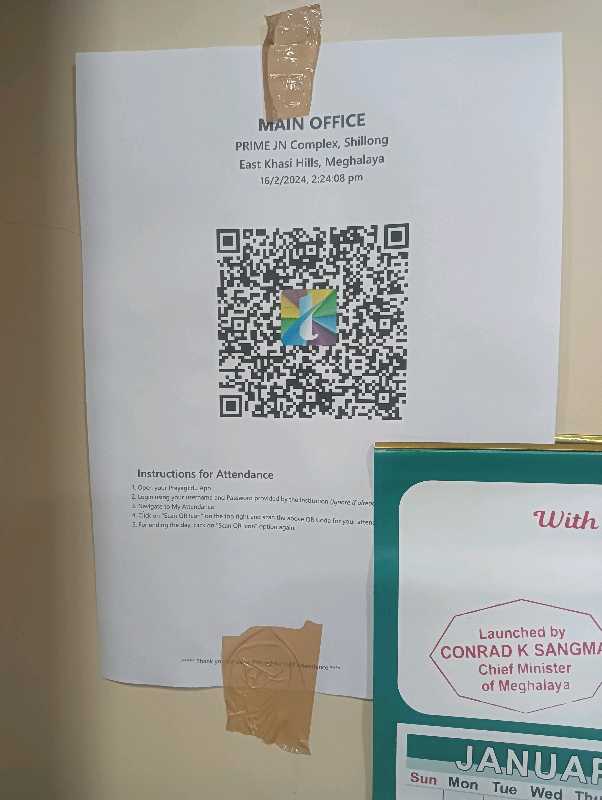 MAIN OFFICE
PRIME JN Complex, Shillong
East Khasi Hills, Meghalaya
16/2/2024, 2:24:08 pm
t
Instructions for Attendance
1. Open your App
2. Login using your username and Password provided by the Institution (Ignore if
3. Navigate to My Attendance
4. Click on "Scan QR Icon" on the top right and scan the above QR Code for your
5. For ending the day, click on "Scan QR Icon" option again.
**** Thank you ****
With
Launched by
CONRAD K SANGMA
Chief Minister
of Meghalaya
JANUAR
Sun Mon Tue Wed Thu